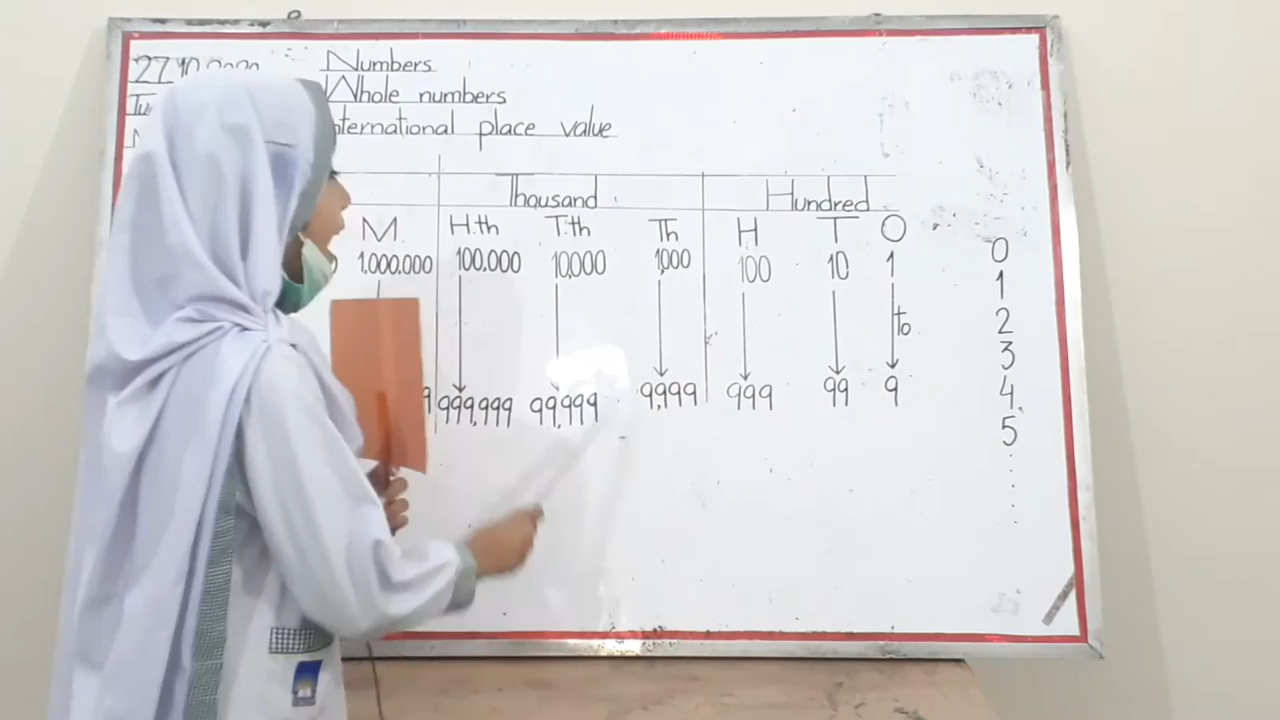 Numbers
Whole numbers
nternational place value
Thousand Hundred
M. H.th T.th Th H T O
1.000.000 100.000 10,000 1,000 100 10 1
to
9 999,999 99,999 9,999 999 99 9
0
1
2
3
4
5